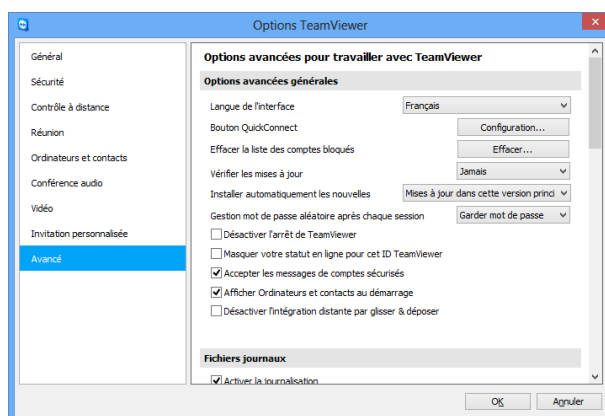 Options TeamViewer
Général
Sécurité
Contrôle à distance
Réunion
Ordinateurs et contacts
Conférence audio
Vidéo
Invitation personnalisée
Avancé
Options avancées pour travailler avec TeamViewer
Options avancées générales
Langue de l'interface Français
Bouton QuickConnect Configuration...
Effacer la liste des comptes bloqués Effacer...
Vérifier les mises à jour Jamais
Installer automatiquement les nouvelles Mises à jour dans cette version princi
Gestion mot de passe aléatoire après chaque session Garder mot de passe
Désactiver l'arrêt de TeamViewer
Masquer votre statut en ligne pour cet ID TeamViewer
Accepter les messages de comptes sécurisés
Afficher Ordinateurs et contacts au démarrage
Désactiver l'intégration distante par glisser & déposer
Fichiers journaux
Activer la journalisation
OK Annuler